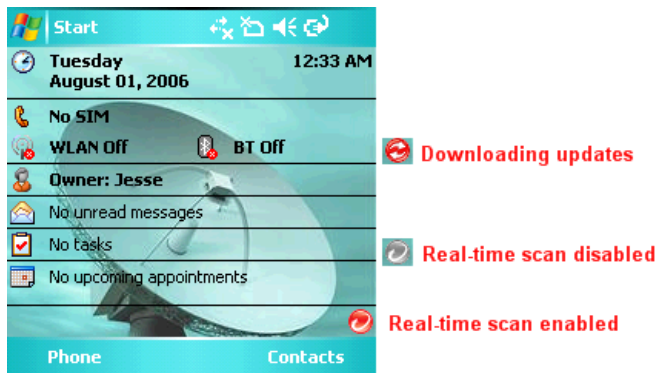 Start
Tuesday 12:33 AM
August 01, 2006
No SIM
WLAN Off BT Off
Downloading updates
Owner: Jesse
No unread messages
No tasks
Real-time scan disabled
No upcoming appointments
Real-time scan enabled
Phone Contacts